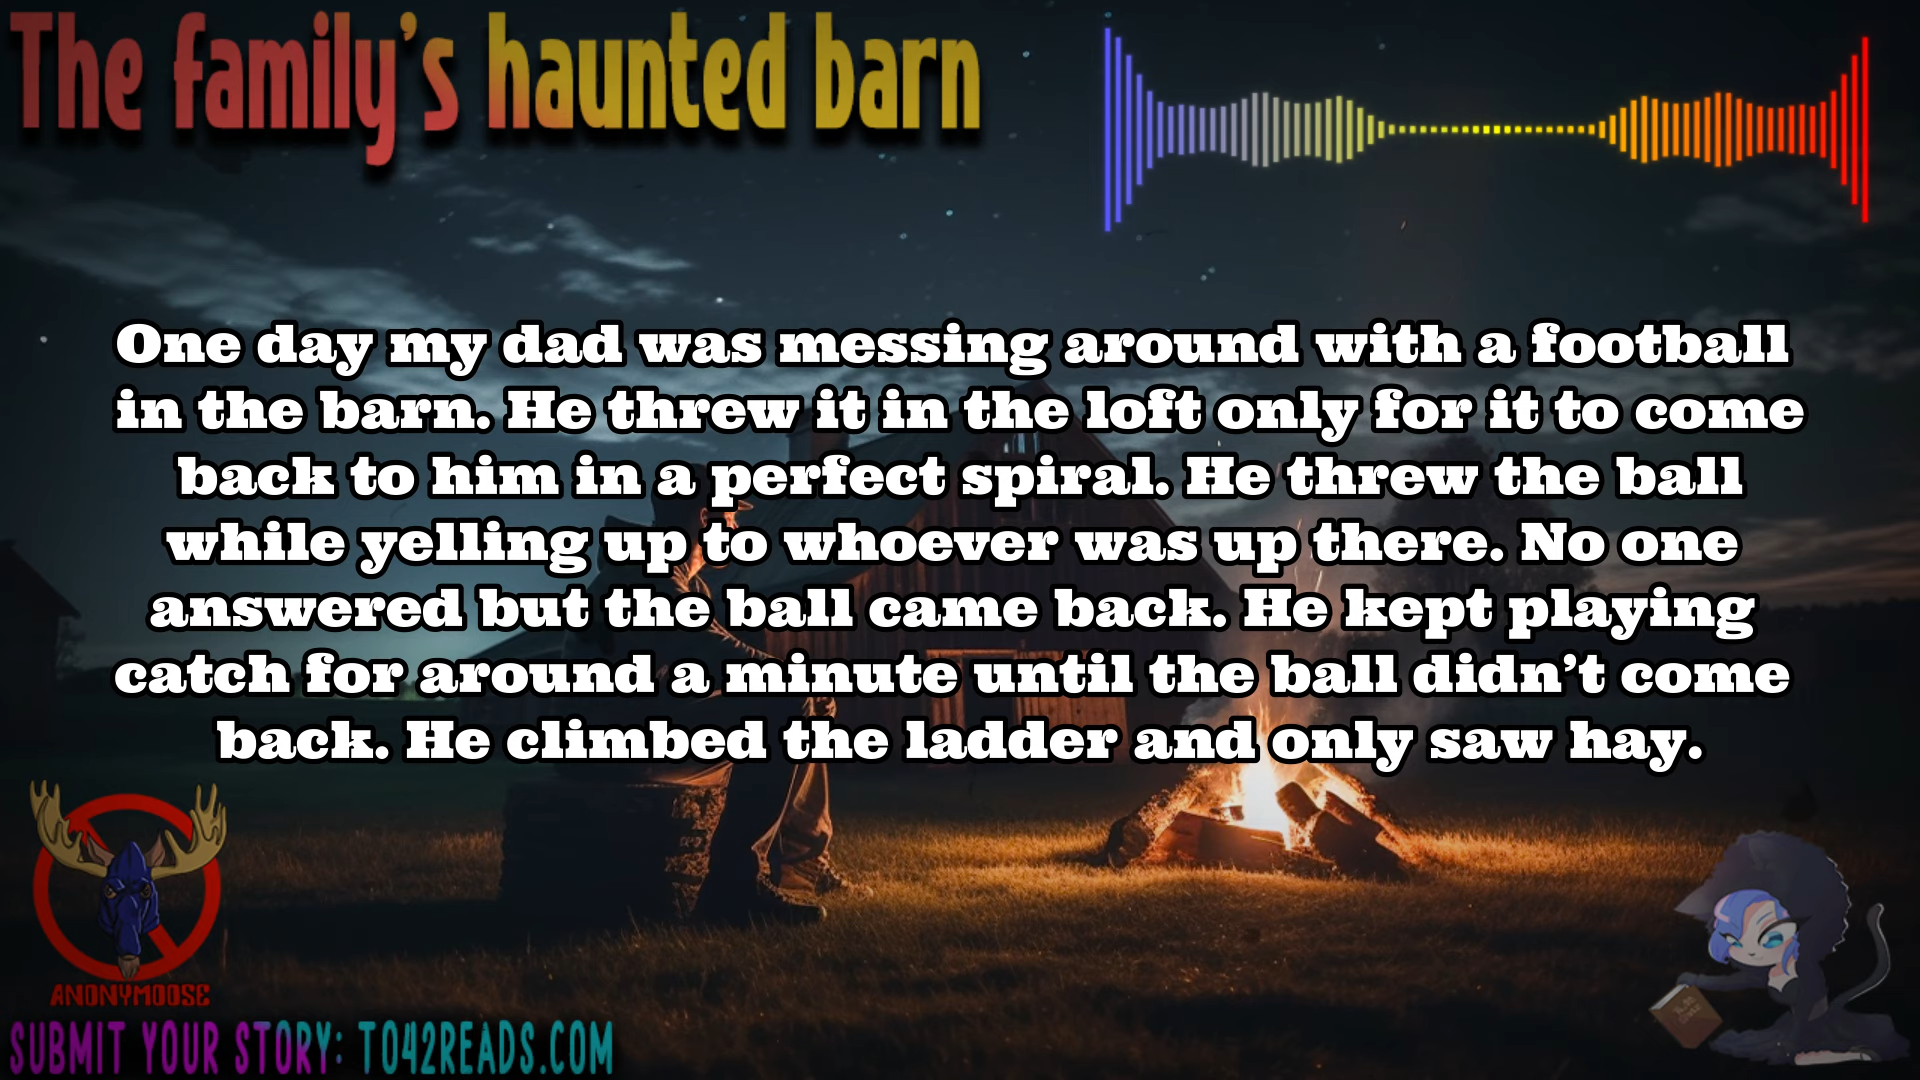 The family's haunted barn
One day my dad was messing around with a football
in the barn. He threw it in the loft only for it to come
back to him in a perfect spiral. He threw the ball
while yelling up to whoever was up there. No one
answered but the ball came back. He kept playing
catch for around a minute until the ball didn't come
back. He climbed the ladder and only saw hay.
ANONYMOOSE
SUBMIT YOUR STORY: TO42READS.COM